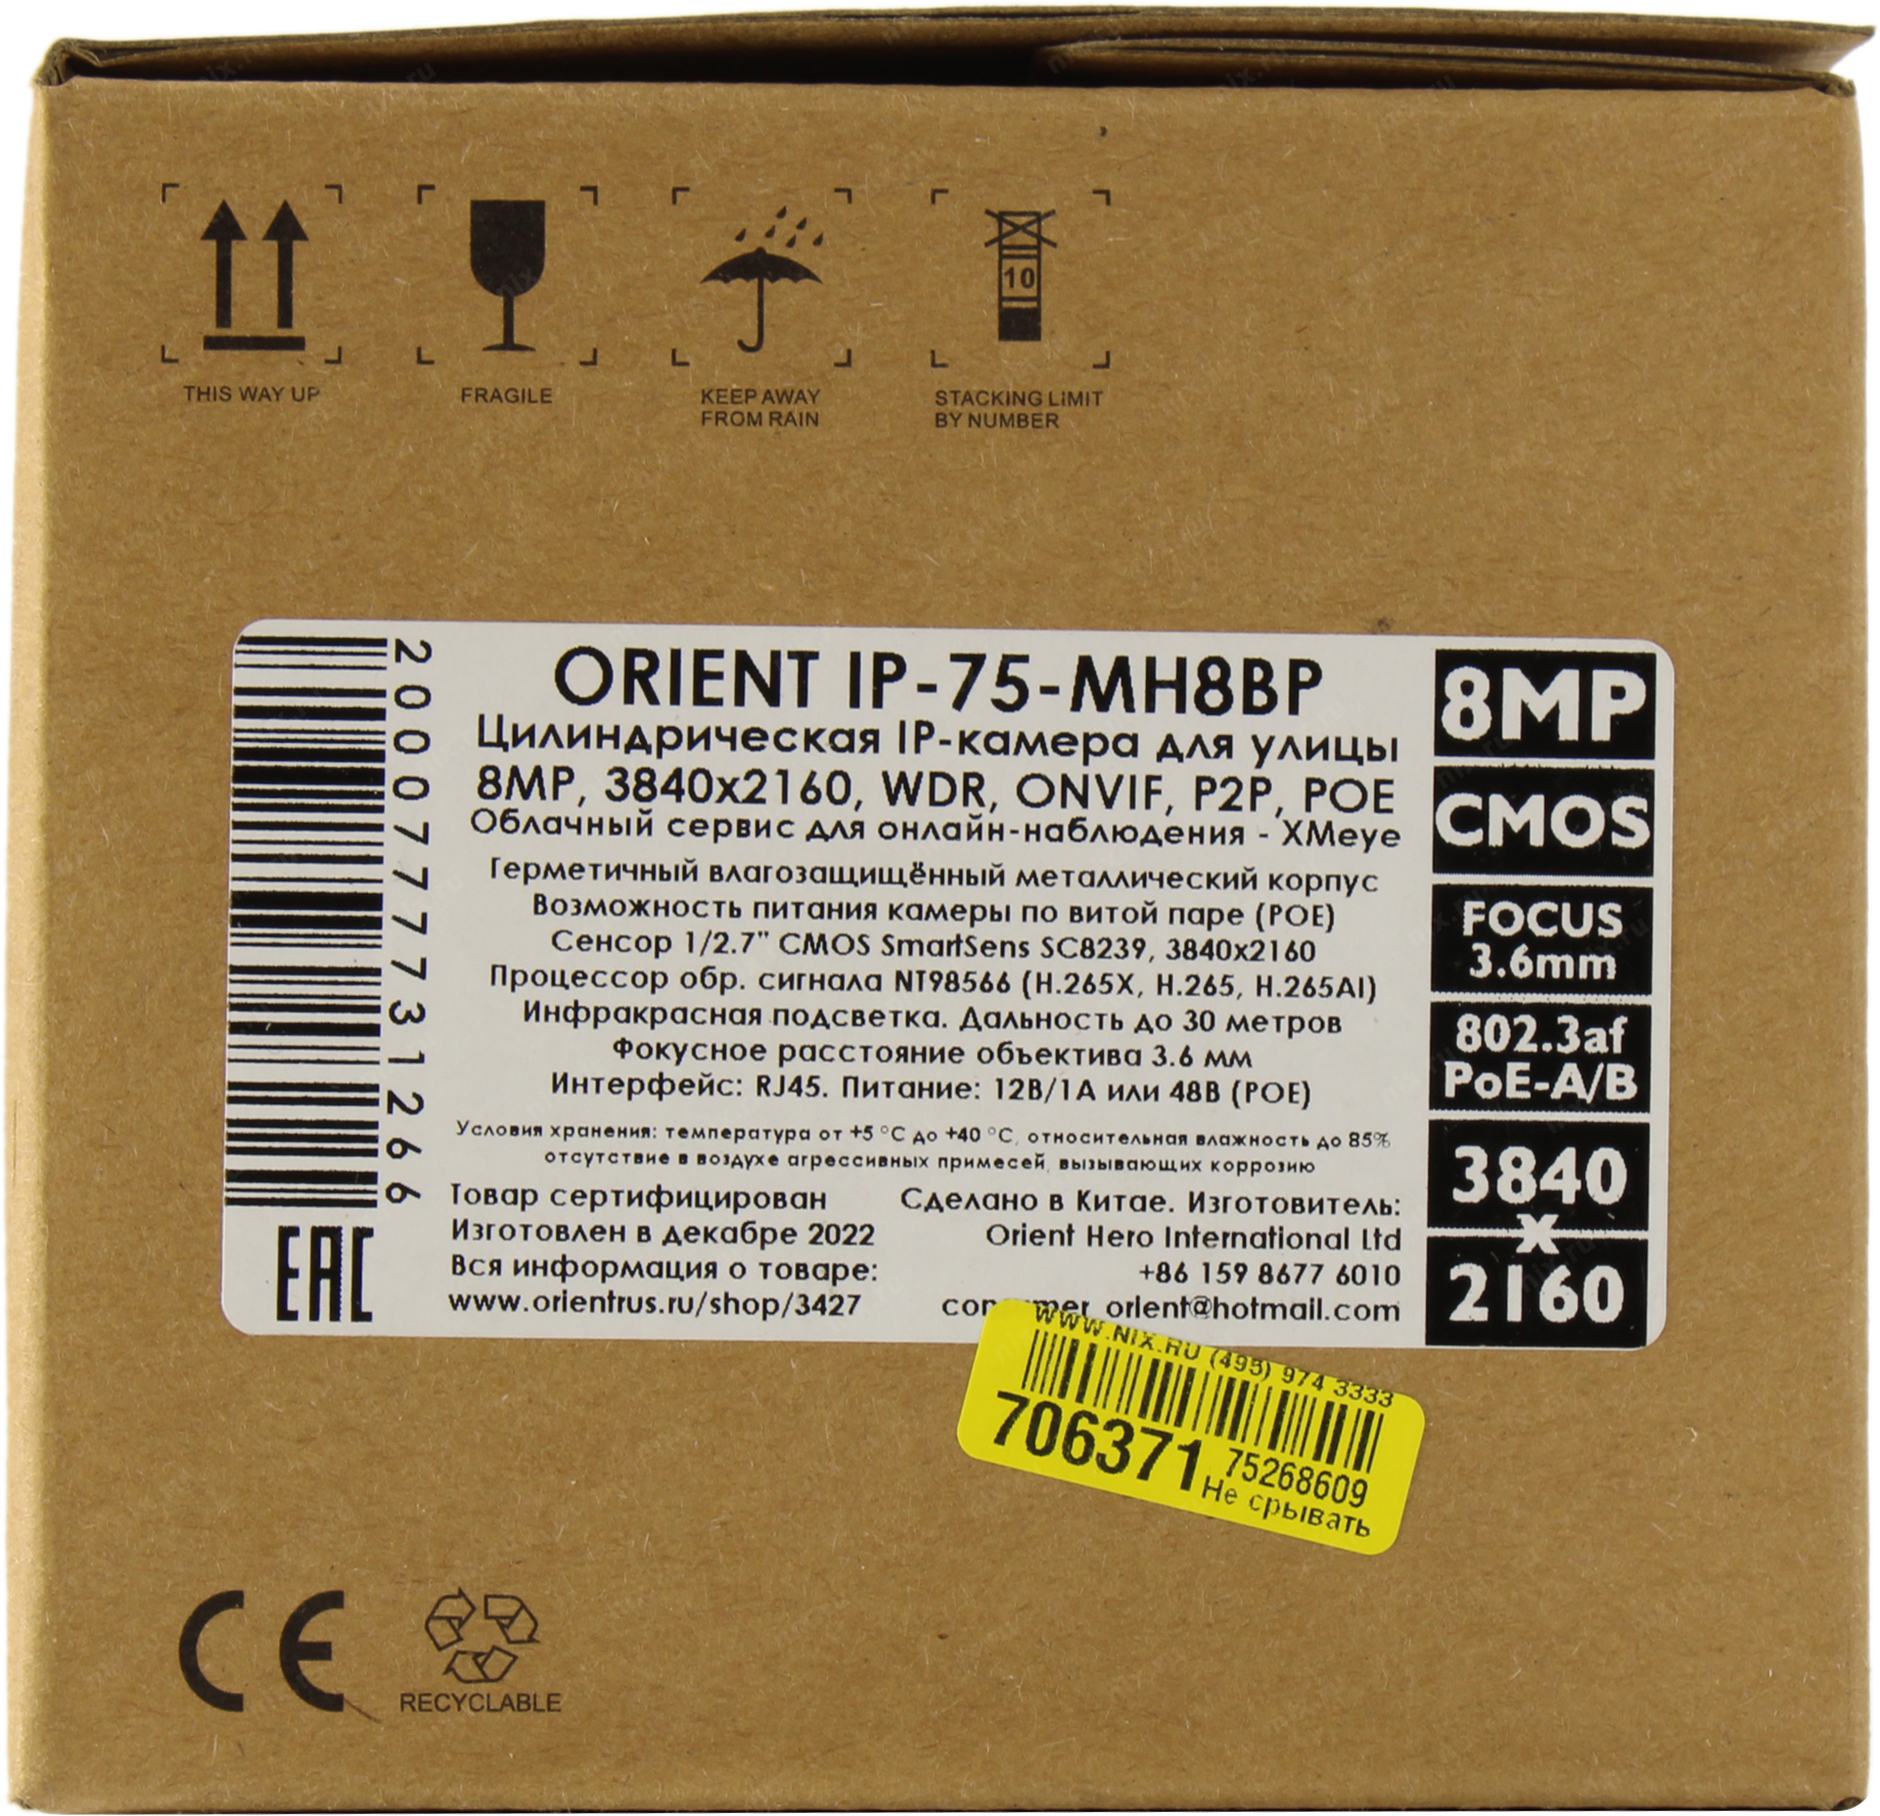 THIS WAY UP
FRAGILE
KEEP AWAY
FROM RAIN
10
STACKING LIMIT
BY NUMBER
2000777731266
ORIENT IP-75-MH8BP
Цилиндрическая IP-камера для улицы
8MP, 3840x2160, WDR, ONVIF, P2P, POE
Облачный сервис для онлайн-наблюдения - XMeye
Герметичный влагозащищённый металлический корпус
Возможность питания камеры по витой паре (POE)
Сенсор 1/2.7" CMOS SmartSens SC8239, 3840x2160
Процессор обр. сигнала NT98566 (H.265X, H.265, H.265AI)
Инфракрасная подсветка. Дальность до 30 метров
Фокусное расстояние объектива 3.6 мм
Интерфейс: RJ45. Питание: 12В/1А или 48В (POE)
Условия хранения: температура от +5 °C до +40 °C, относительная влажность до 85%
отсутствие в воздухе агрессивных примесей, вызывающих коррозию
Товар сертифицирован
Изготовлен в декабре 2022
Вся информация о товаре:
www.orientrus.ru/shop/3427
Сделано в Китае. Изготовитель:
Orient Hero International Ltd
+86 159 8677 6010
orient@hotmail.com
EAC
8MP
CMOS
FOCUS
3.6mm
802.3af
PoE-A/B
3840
x
2160
WWW.NIX.RU (495) 974 3333
706371
75268609
Не срывать
CE
RECYCLABLE